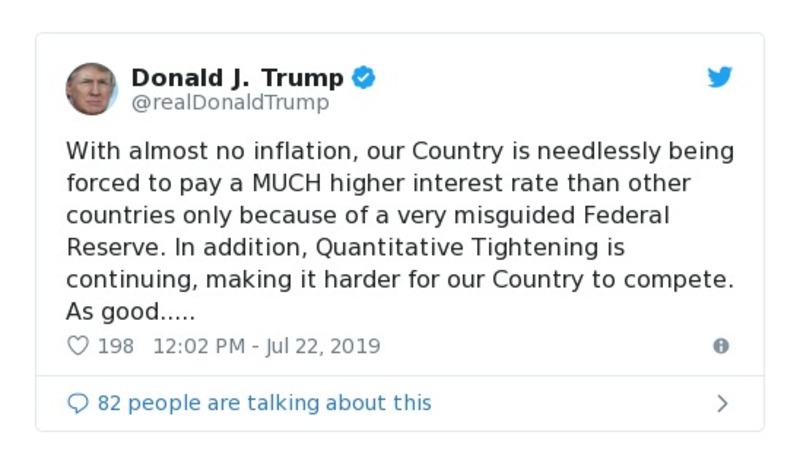 Donald J. Trump
@realDonaldTrump
With almost no inflation, our Country is needlessly being
forced to pay a MUCH higher interest rate than other
countries only because of a very misguided Federal
Reserve. In addition, Quantitative Tightening is
continuing, making it harder for our Country to compete.
As good.....
198 12:02 PM - Jul 22, 2019
82 people are talking about this